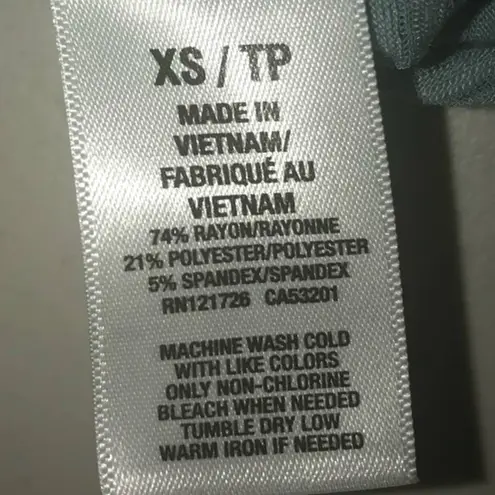 XS / TP
MADE IN
VIETNAM/
FABRIQUÉ AU
VIETNAM
74% RAYON/RAYONNE
21% POLYESTER/POLYESTER
5% SPANDEX/SPANDEX
RN121726 CA53201
MACHINE WASH COLD
WITH LIKE COLORS
ONLY NON-CHLORINE
BLEACH WHEN NEEDED
TUMBLE DRY LOW
WARM IRON IF NEEDED